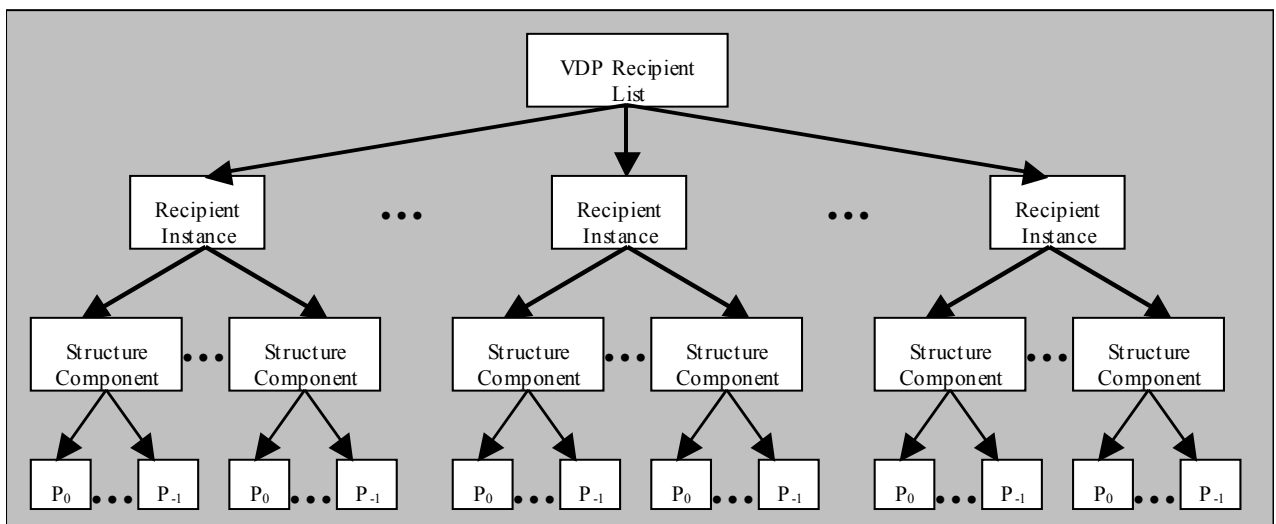 VDP Recipient
List
Recipient
Instance
•••
Recipient
Instance
•••
Recipient
Instance
Structure
Component
•••
Structure
Component
Structure
Component
•••
Structure
Component
Structure
Component
•••
Structure
Component
P₀ ••• P₋₁ P₀ ••• P₋₁ P₀ ••• P₋₁ P₀ ••• P₋₁ P₀ ••• P₋₁ P₀ ••• P₋₁